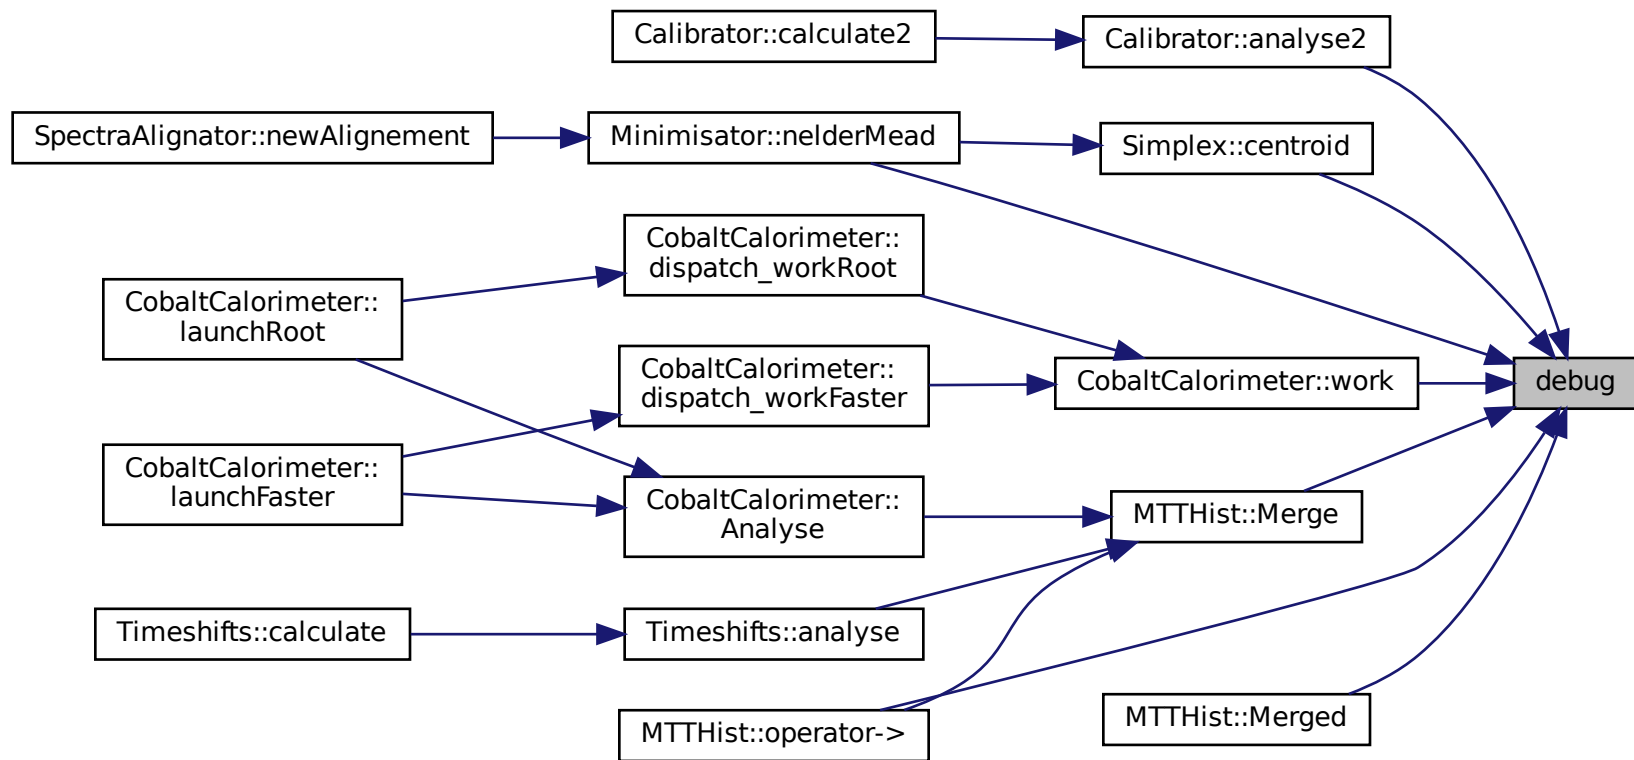 Calibrator::calculate2
Calibrator::analyse2
SpectraAlignator::newAlignement
Minimisator::nelderMead
Simplex::centroid
CobaltCalorimeter::
dispatch_workRoot
CobaltCalorimeter::
launchRoot
CobaltCalorimeter::
dispatch_workFaster
CobaltCalorimeter::work
debug
CobaltCalorimeter::
launchFaster
CobaltCalorimeter::
Analyse
MTTHist::Merge
Timeshifts::calculate
Timeshifts::analyse
MTTHist::operator->
MTTHist::Merged